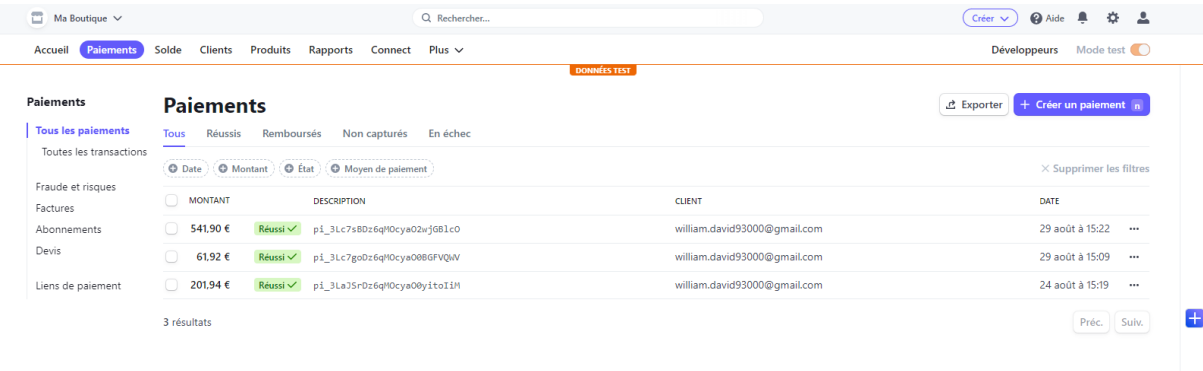 Ma Boutique
Rechercher...
Créer
Aide
Accueil Paiements Solde Clients Produits Rapports Connect Plus
Développeurs Mode test
DONNÉES TEST
Paiements
Tous les paiements
Toutes les transactions
Fraude et risques
Factures
Abonnements
Devis
Liens de paiement
Paiements
Exporter
+ Créer un paiement n
Tous Réussis Remboursés Non capturés En échec
Date Montant État Moyen de paiement
× Supprimer les filtres
MONTANT DESCRIPTION CLIENT DATE
541,90 € Réussi ✓ pi_3Lc7sBDz6qMOcyaO2wjGBlcO william.david93000@gmail.com 29 août à 15:22 •••
61,92 € Réussi ✓ pi_3Lc7goDz6qMOcyaO0BGFVQWV william.david93000@gmail.com 29 août à 15:09 •••
201,94 € Réussi ✓ pi_3LaJSrDz6qMOcyaO0yitoIiM william.david93000@gmail.com 24 août à 15:19 •••
3 résultats
Préc. Suiv.